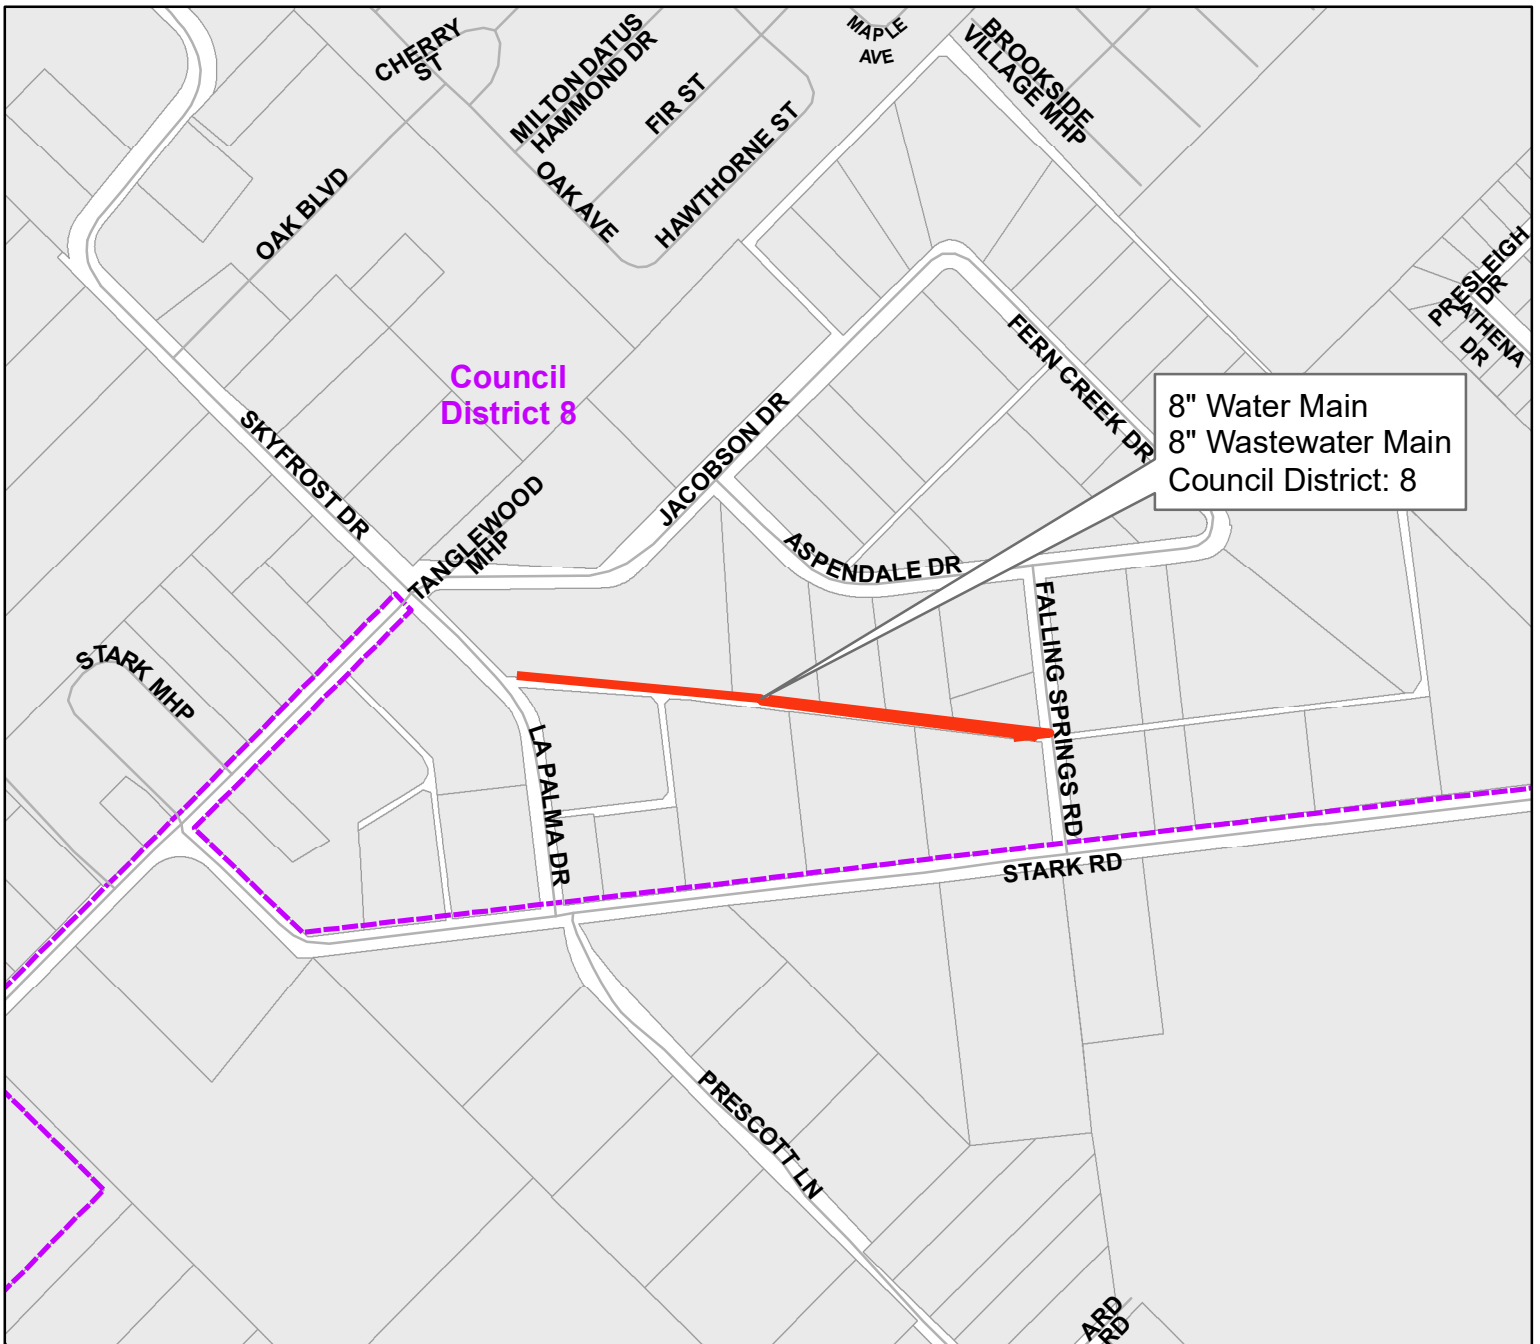 CHERRY
ST
MILTON DATUS
HAMMOND DR
FIR ST
MAPLE
AVE
BROOKSIDE
VILLAGE MHP
OAK BLVD
OAK AVE
HAWTHORNE ST
PRESLEIGH
DR
ATHENA
DR
Council
District 8
FERN CREEK DR
8" Water Main
8" Wastewater Main
Council District: 8
SKYFROST DR
JACOBSON DR
TANGLEWOOD
MHP
ASPENDALE DR
STARK MHP
FALLING SPRINGS RD
LA PALMA DR
STARK RD
PRESCOTT LN
ARD
RD